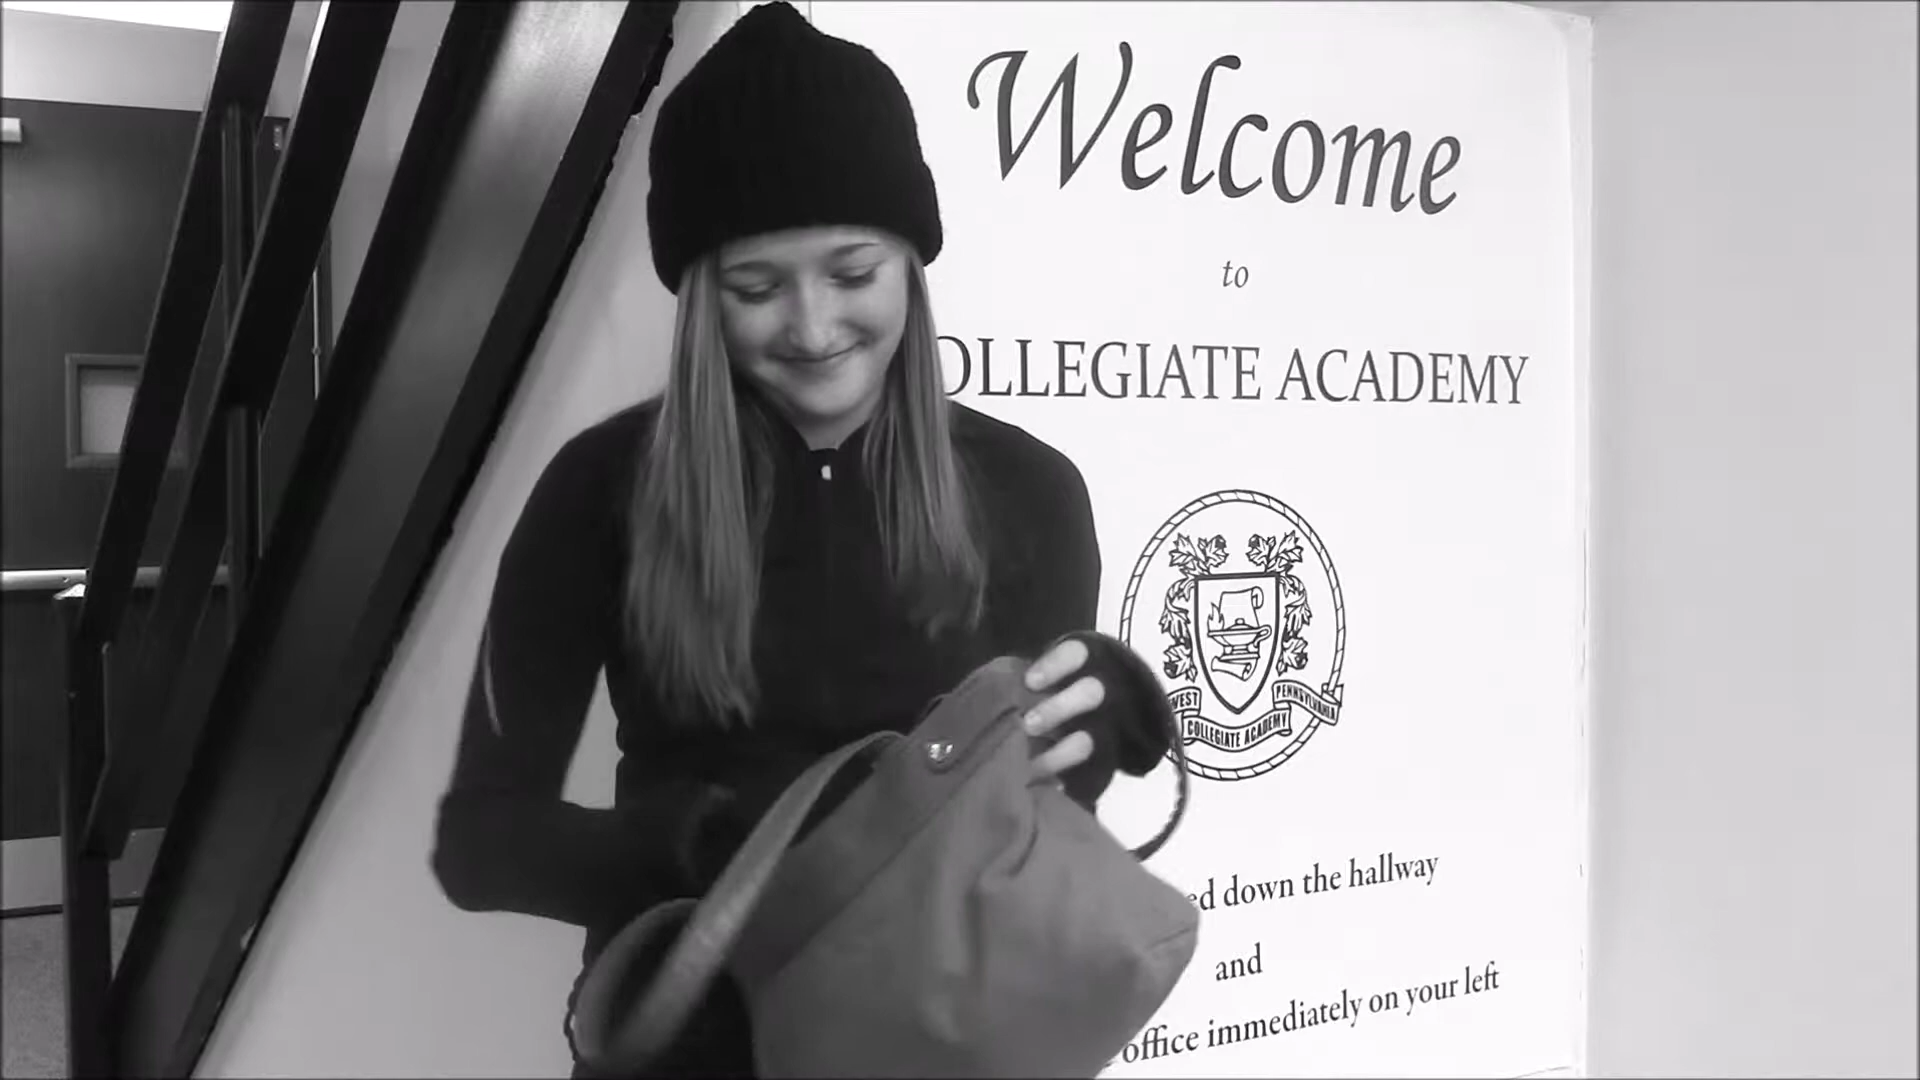 Welcome
to
OLLEGIATE ACADEMY
WEST
PENNSYLVANIA
COLLEGIATE ACADEMY
ed down the hallway
and
office immediately on your left